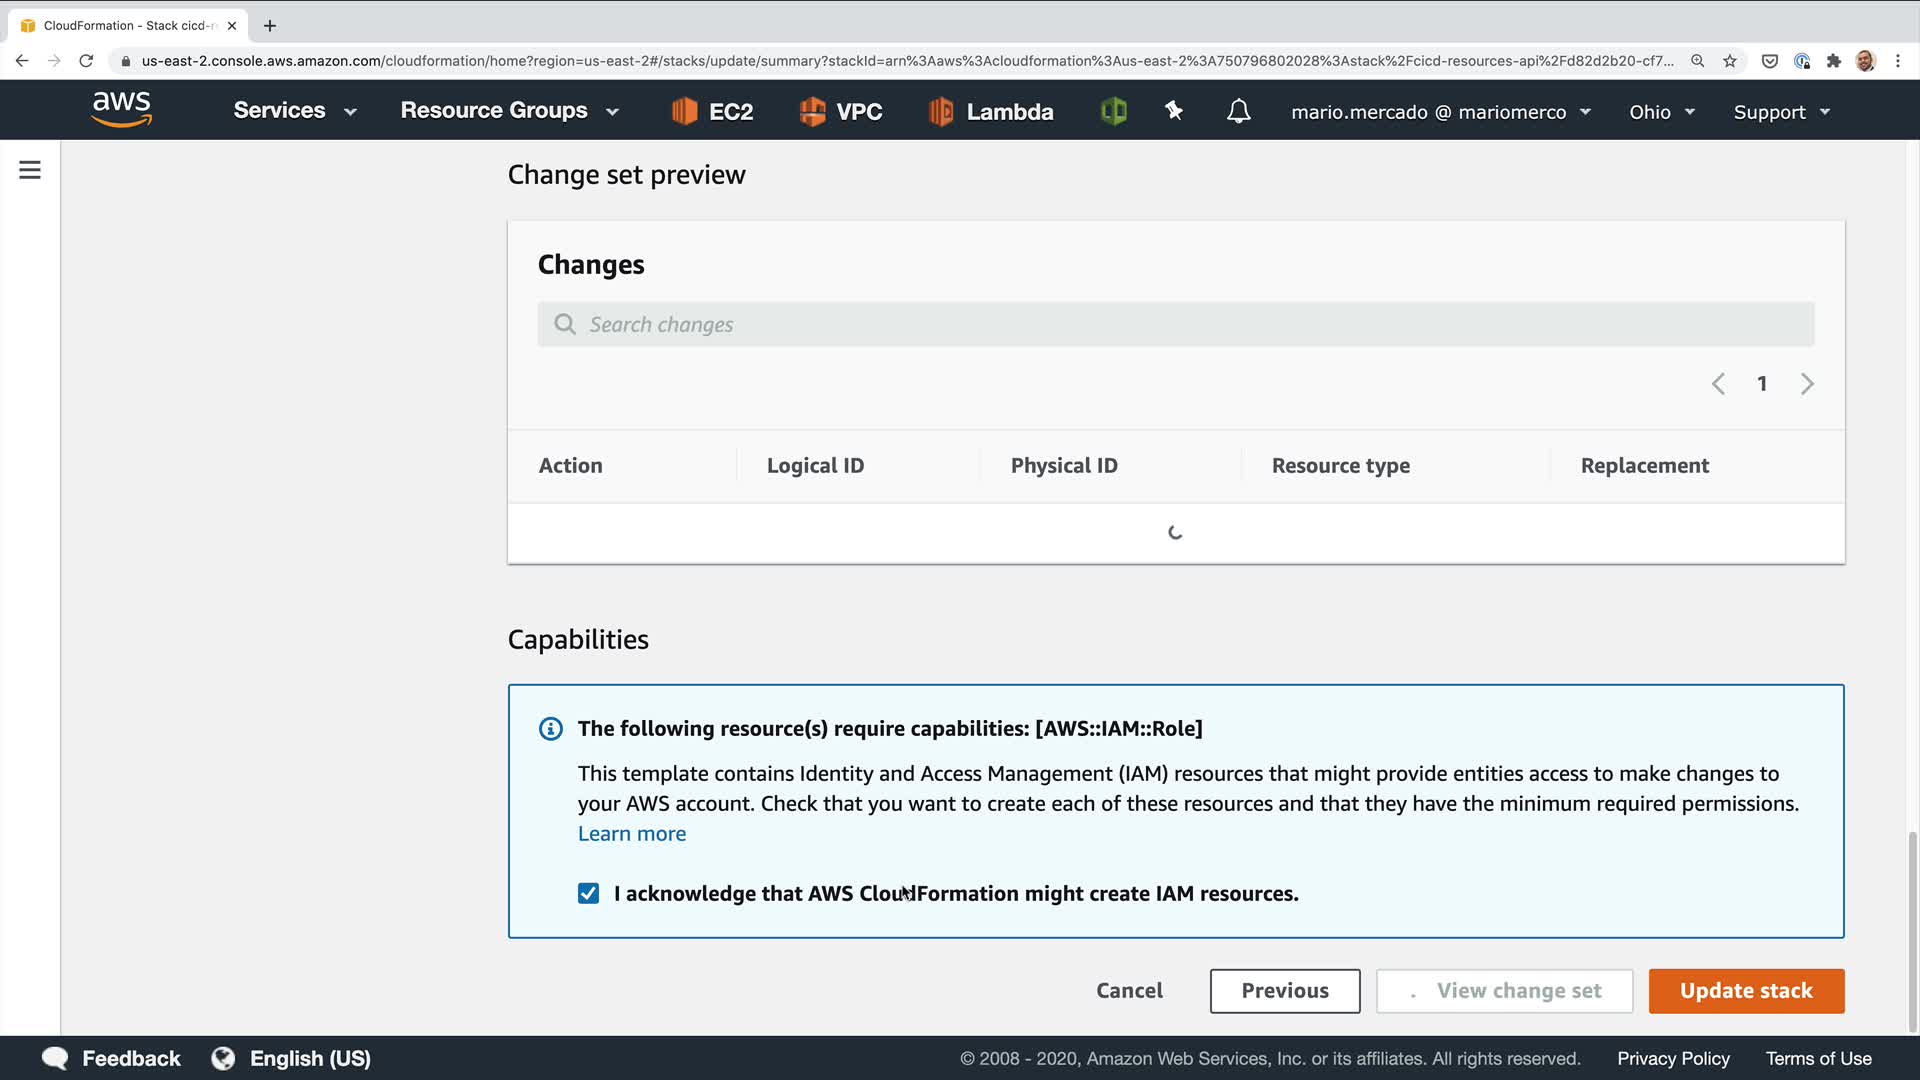 CloudFormation - Stack cicd-r
us-east-2.console.aws.amazon.com/cloudformation/home?region=us-east-2#/stacks/update/summary?stackId=arn%3Aaws%3Acloudformation%3Aus-east-2%3A750796802028%3Astack%2Fcicd-resources-api%2Fd82d2b20-cf7...
aws Services Resource Groups EC2 VPC Lambda mario.mercado @ mariomerco Ohio Support
Change set preview
Changes
Search changes
1
Action Logical ID Physical ID Resource type Replacement
Capabilities
The following resource(s) require capabilities: [AWS::IAM::Role]
This template contains Identity and Access Management (IAM) resources that might provide entities access to make changes to
your AWS account. Check that you want to create each of these resources and that they have the minimum required permissions.
Learn more
I acknowledge that AWS CloudFormation might create IAM resources.
Cancel Previous View change set Update stack
Feedback English (US) © 2008 - 2020, Amazon Web Services, Inc. or its affiliates. All rights reserved. Privacy Policy Terms of Use